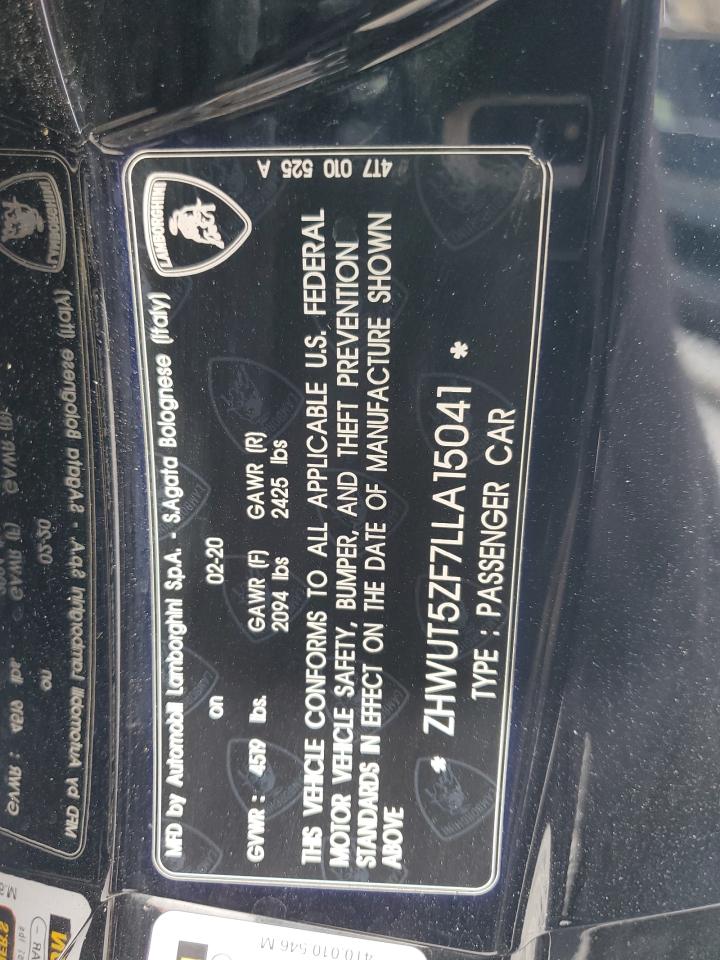 MFD by Automobili Lamborghini S.p.A. - S.Agata Bolognese (Italy)
LAMBORGHINI
on 02-20
GVWR : 4519 lbs. GAWR (F) GAWR (R)
2094 lbs 2425 lbs
THIS VEHICLE CONFORMS TO ALL APPLICABLE U.S. FEDERAL
MOTOR VEHICLE SAFETY, BUMPER, AND THEFT PREVENTION
STANDARDS IN EFFECT ON THE DATE OF MANUFACTURE SHOWN
ABOVE
* ZHWUT5ZF7LLA15041 *
TYPE : PASSENGER CAR
4T7 010 525 A
410.010.546 M